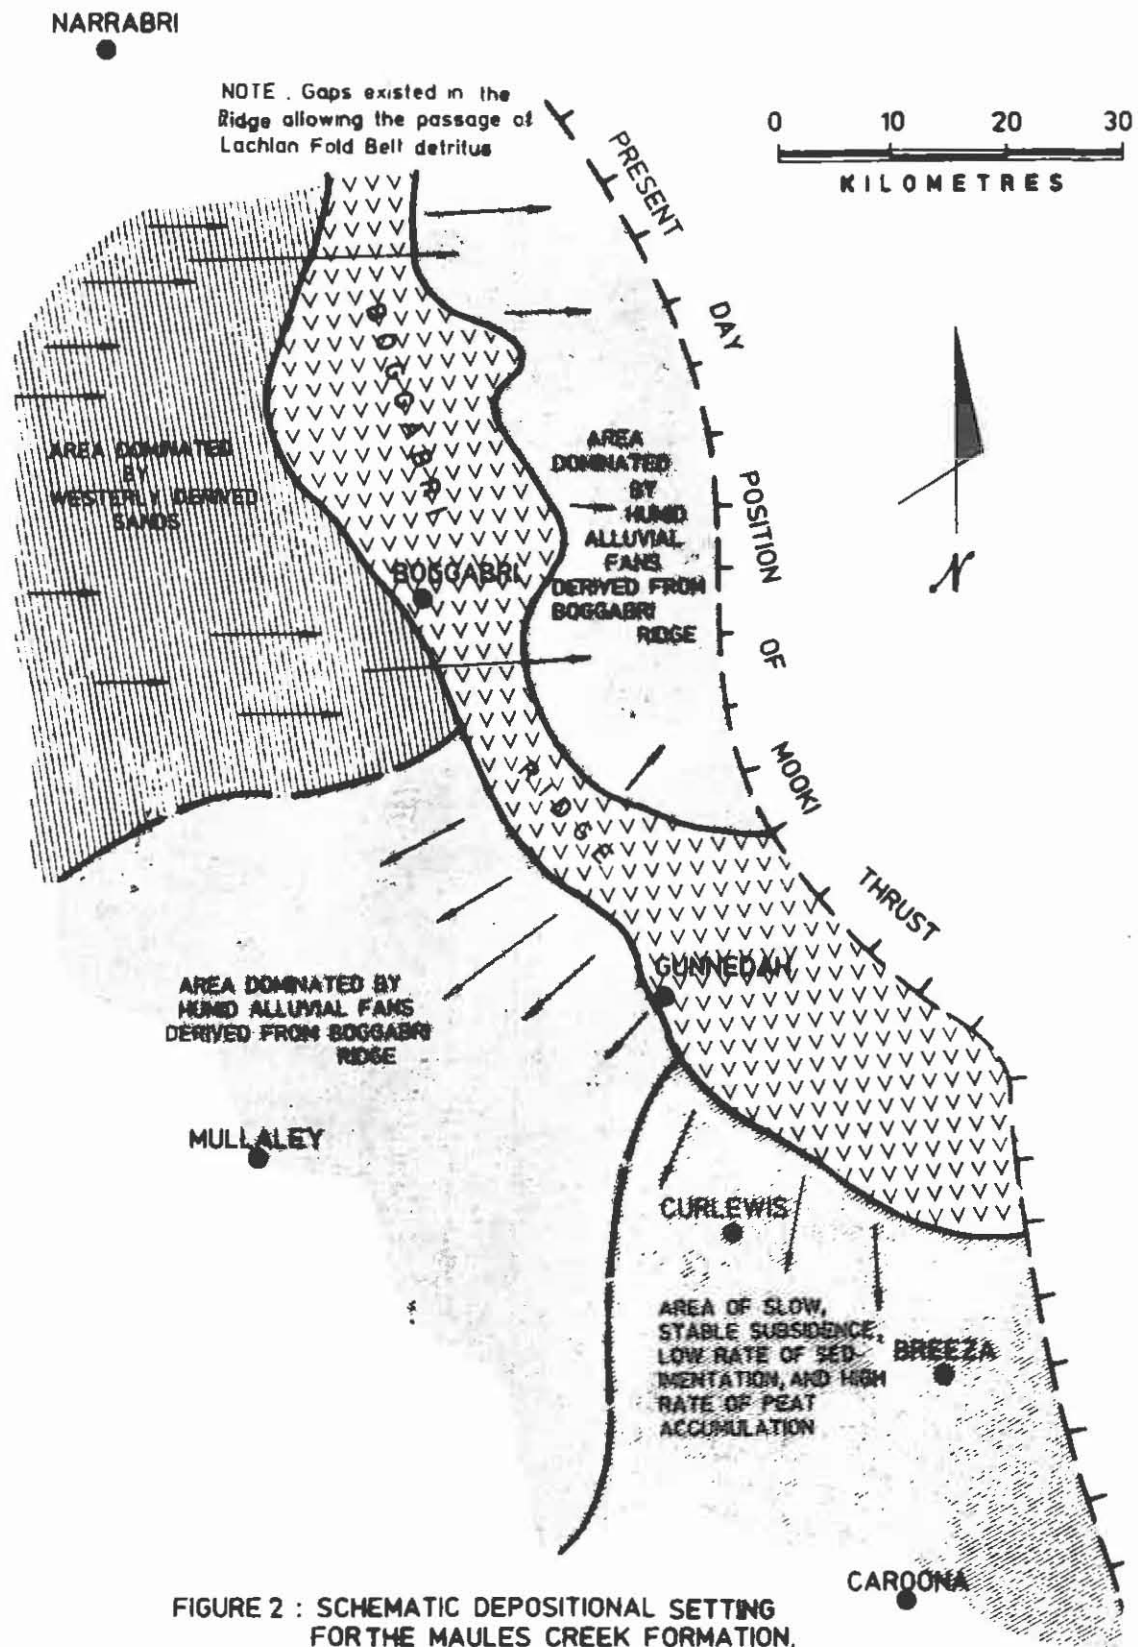 NARRABRI
NOTE . Gaps existed in the
Ridge allowing the passage of
Lachlan Fold Belt detritus
0 10 20 30
KILOMETRES
PRESENT DAY POSITION OF MOOKI THRUST
N
BOGGABRI RIDGE
AREA DOMINATED
BY
WESTERLY DERIVED
SANDS
AREA
DOMINATED
BY
HUMID
ALLUVIAL
FANS
DERIVED FROM
BOGGABRI
RIDGE
BOGGABRI
GUNNEDAH
AREA DOMINATED BY
HUMID ALLUVIAL FANS
DERIVED FROM BOGGABRI
RIDGE
MULLALEY
CURLEWIS
AREA OF SLOW,
STABLE SUBSIDENCE,
LOW RATE OF SED-
IMENTATION, AND HIGH
RATE OF PEAT
ACCUMULATION
BREEZA
CAROONA
FIGURE 2 : SCHEMATIC DEPOSITIONAL SETTING
FOR THE MAULES CREEK FORMATION.